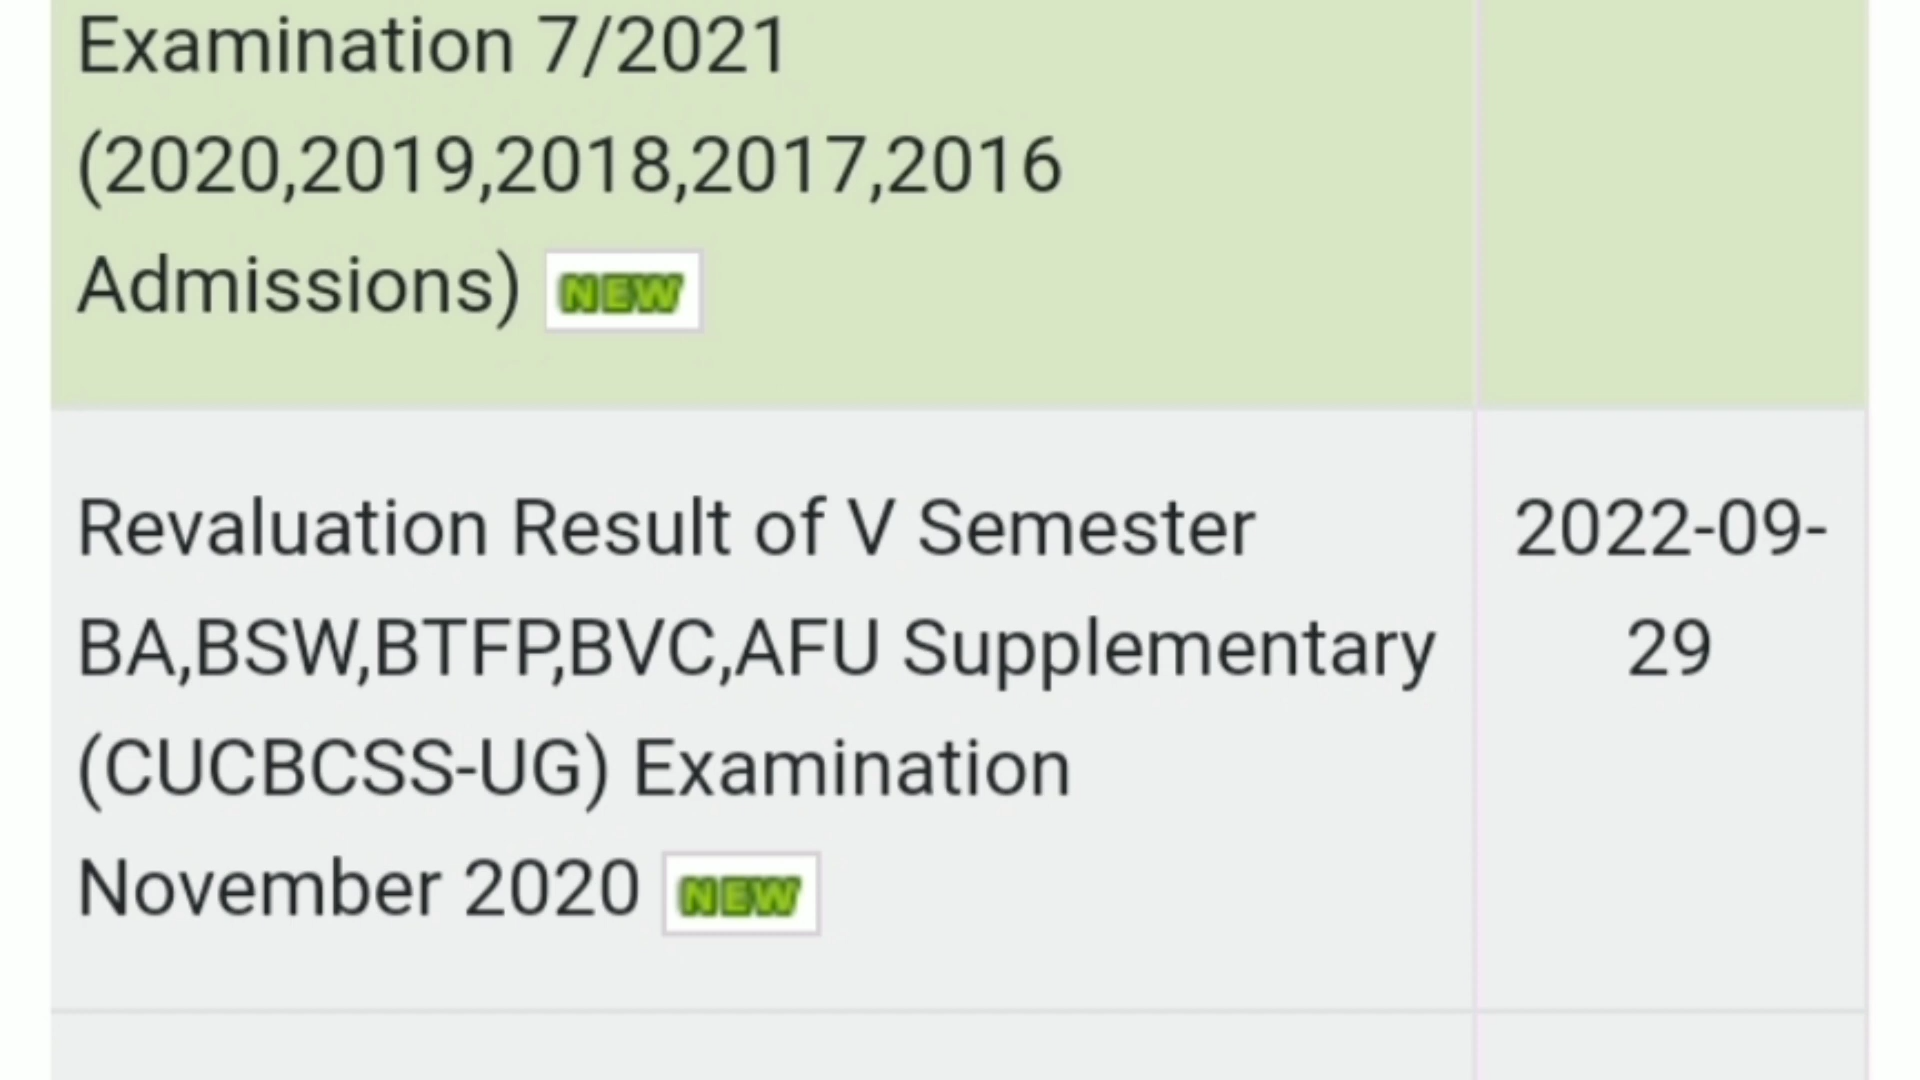 Examination 7/2021
(2020,2019,2018,2017,2016
Admissions) NEW
Revaluation Result of V Semester
BA,BSW,BTFP,BVC,AFU Supplementary
(CUCBCSS-UG) Examination
November 2020 NEW
2022-09-
29